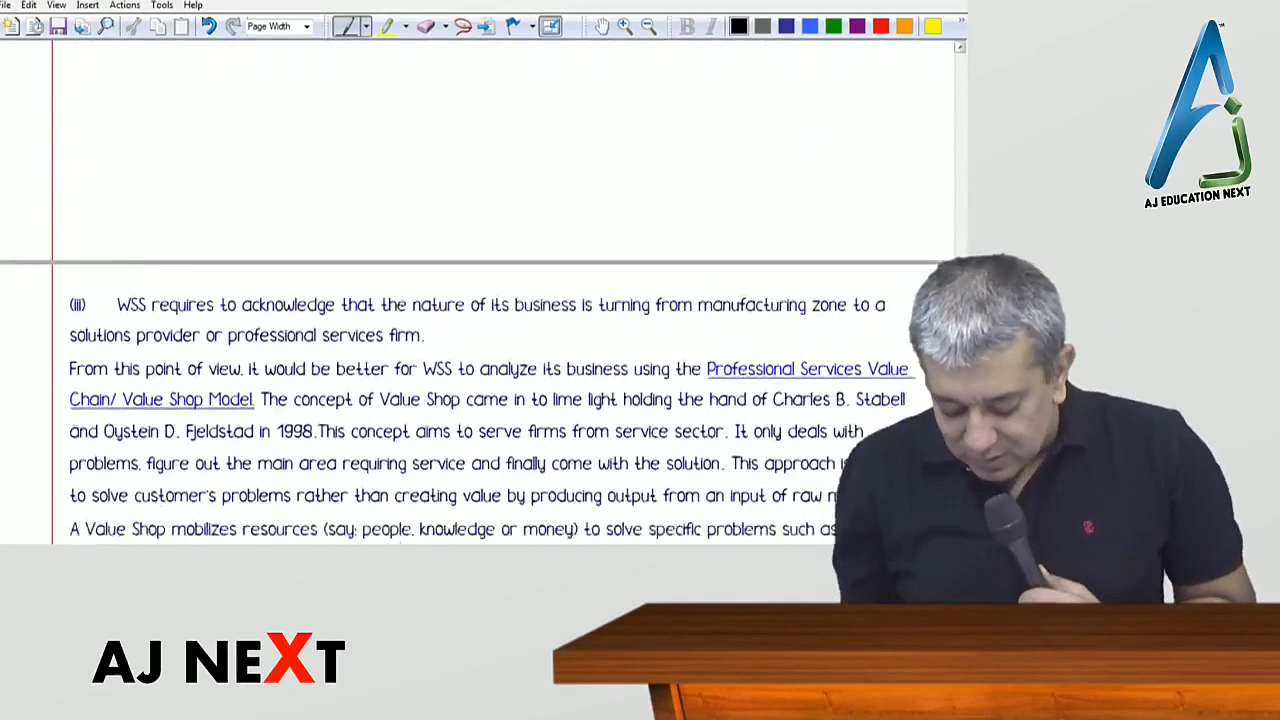 File Edit View Insert Actions Tools Help
Page Width
B I
AJ EDUCATION NEXT
(iii) WSS requires to acknowledge that the nature of its business is turning from manufacturing zone to a
solutions provider or professional services firm.
From this point of view, it would be better for WSS to analyze its business using the Professional Services Value
Chain/ Value Shop Model. The concept of Value Shop came in to lime light holding the hand of Charles B. Stabell
and Oystein D. Fjeldstad in 1998.This concept aims to serve firms from service sector. It only deals with
problems, figure out the main area requiring service and finally come with the solution. This approach
to solve customer's problems rather than creating value by producing output from an input of raw
A Value Shop mobilizes resources (say: people, knowledge or money) to solve specific problems such as
AJ NEXT